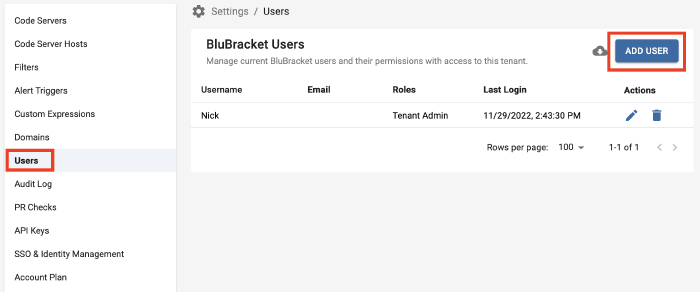 Code Servers
Code Server Hosts
Filters
Alert Triggers
Custom Expressions
Domains
Users
Audit Log
PR Checks
API Keys
SSO & Identity Management
Account Plan
Settings / Users
BluBracket Users
Manage current BluBracket users and their permissions with access to this tenant.
ADD USER
Username Email Roles Last Login Actions
Nick Tenant Admin 11/29/2022, 2:43:30 PM
Rows per page: 100 1-1 of 1